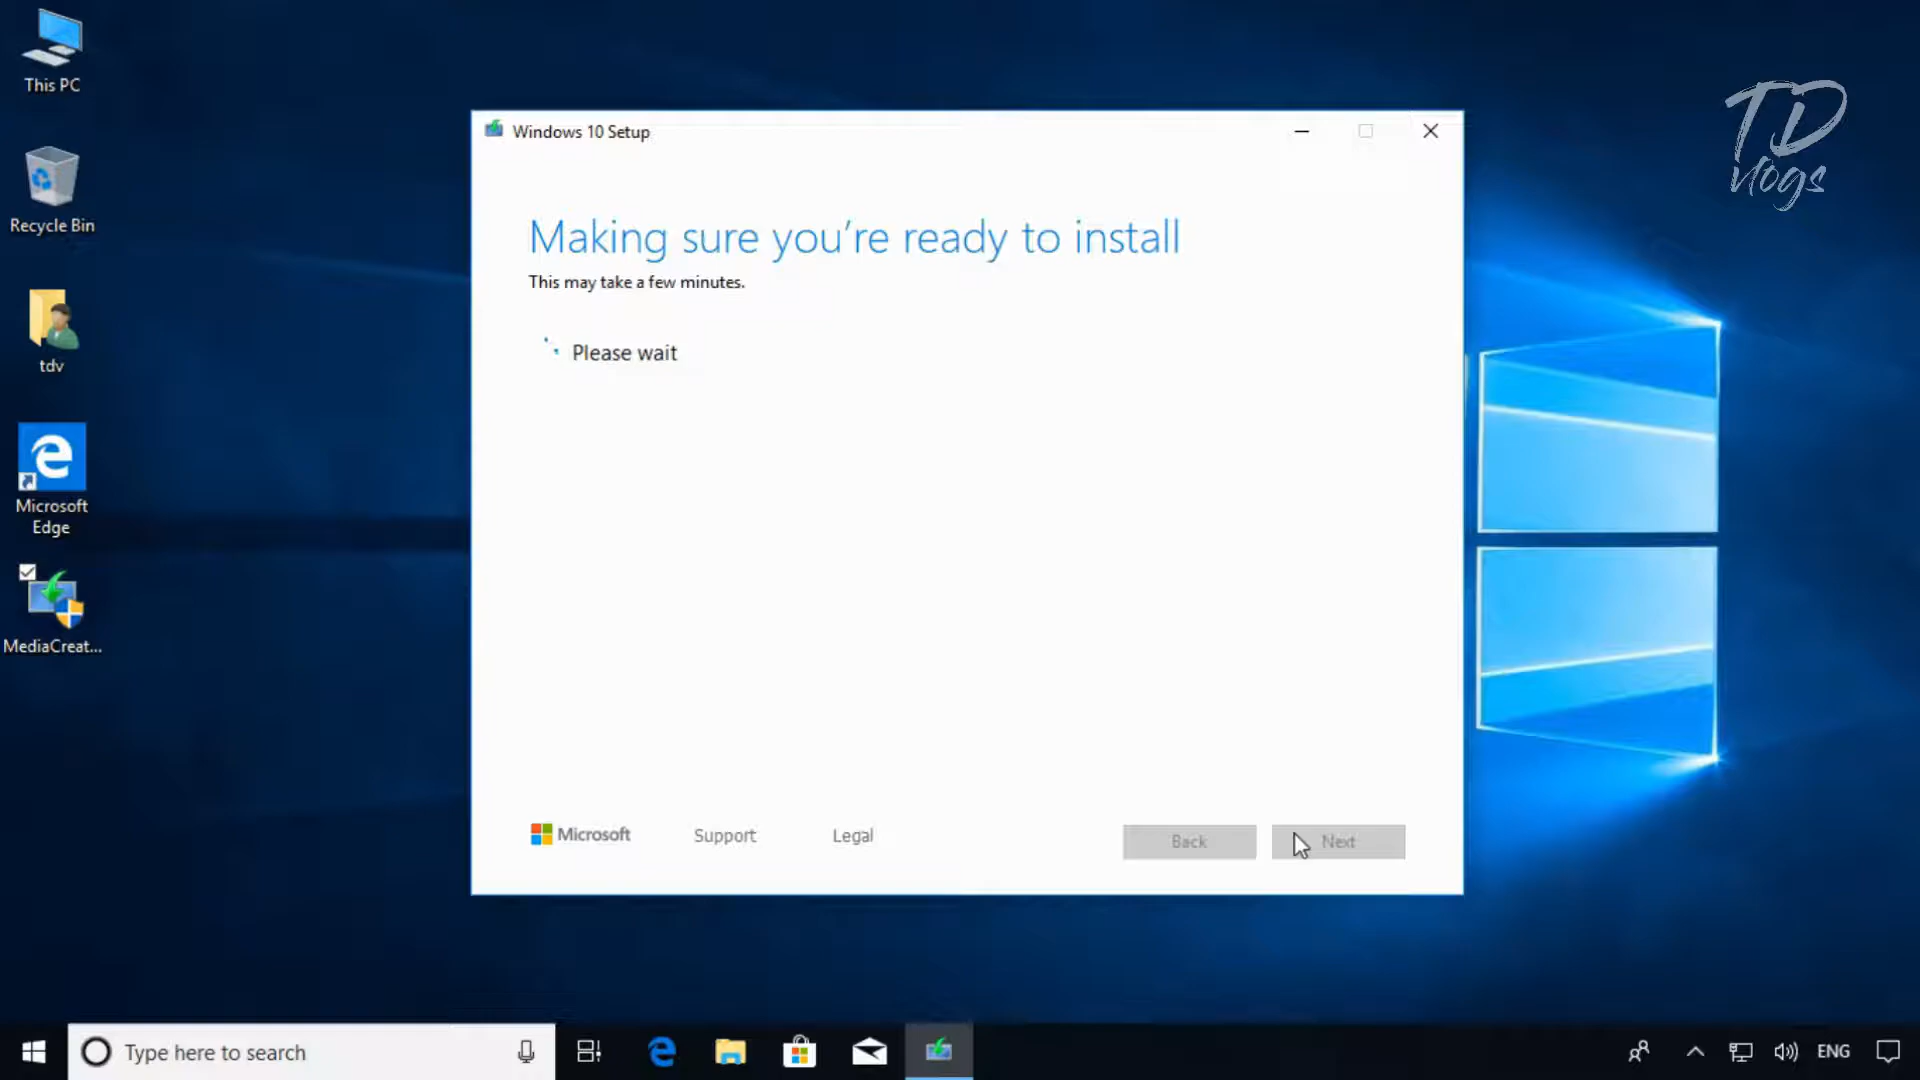 This PC
Recycle Bin
tdv
Microsoft
Edge
MediaCreat...
TD
vlogs
Windows 10 Setup
Making sure you’re ready to install
This may take a few minutes.
Please wait
Microsoft
Support
Legal
Back
Next
Type here to search
ENG